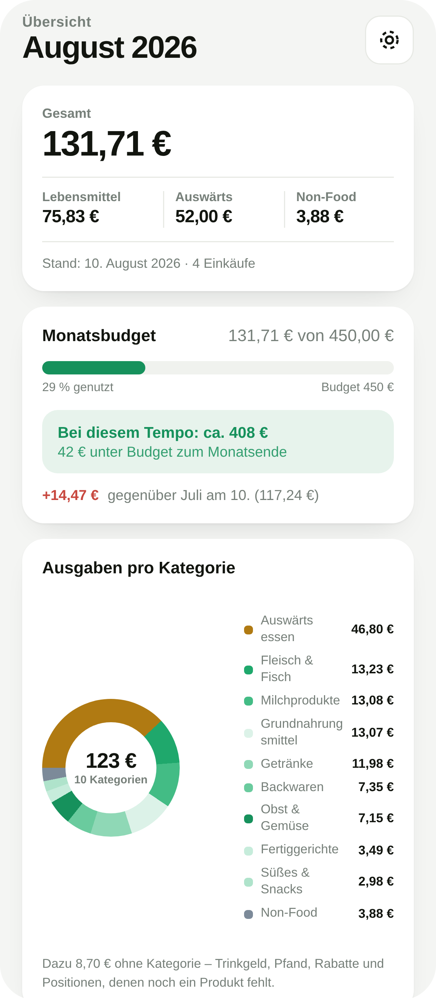 Übersicht
August 2026
Gesamt
131,71 €
Lebensmittel
75,83 €
Auswärts
52,00 €
Non-Food
3,88 €
Stand: 10. August 2026 · 4 Einkäufe
Monatsbudget
131,71 € von 450,00 €
29 % genutzt
Budget 450 €
Bei diesem Tempo: ca. 408 €
42 € unter Budget zum Monatsende
+14,47 € gegenüber Juli am 10. (117,24 €)
Ausgaben pro Kategorie
123 €
10 Kategorien
Auswärts
essen
46,80 €
Fleisch &
Fisch
13,23 €
Milchprodukte 13,08 €
Grundnahrung
smittel
13,07 €
Getränke 11,98 €
Backwaren 7,35 €
Obst &
Gemüse
7,15 €
Fertiggerichte 3,49 €
Süßes &
Snacks
2,98 €
Non-Food 3,88 €
Dazu 8,70 € ohne Kategorie – Trinkgeld, Pfand, Rabatte und
Positionen, denen noch ein Produkt fehlt.